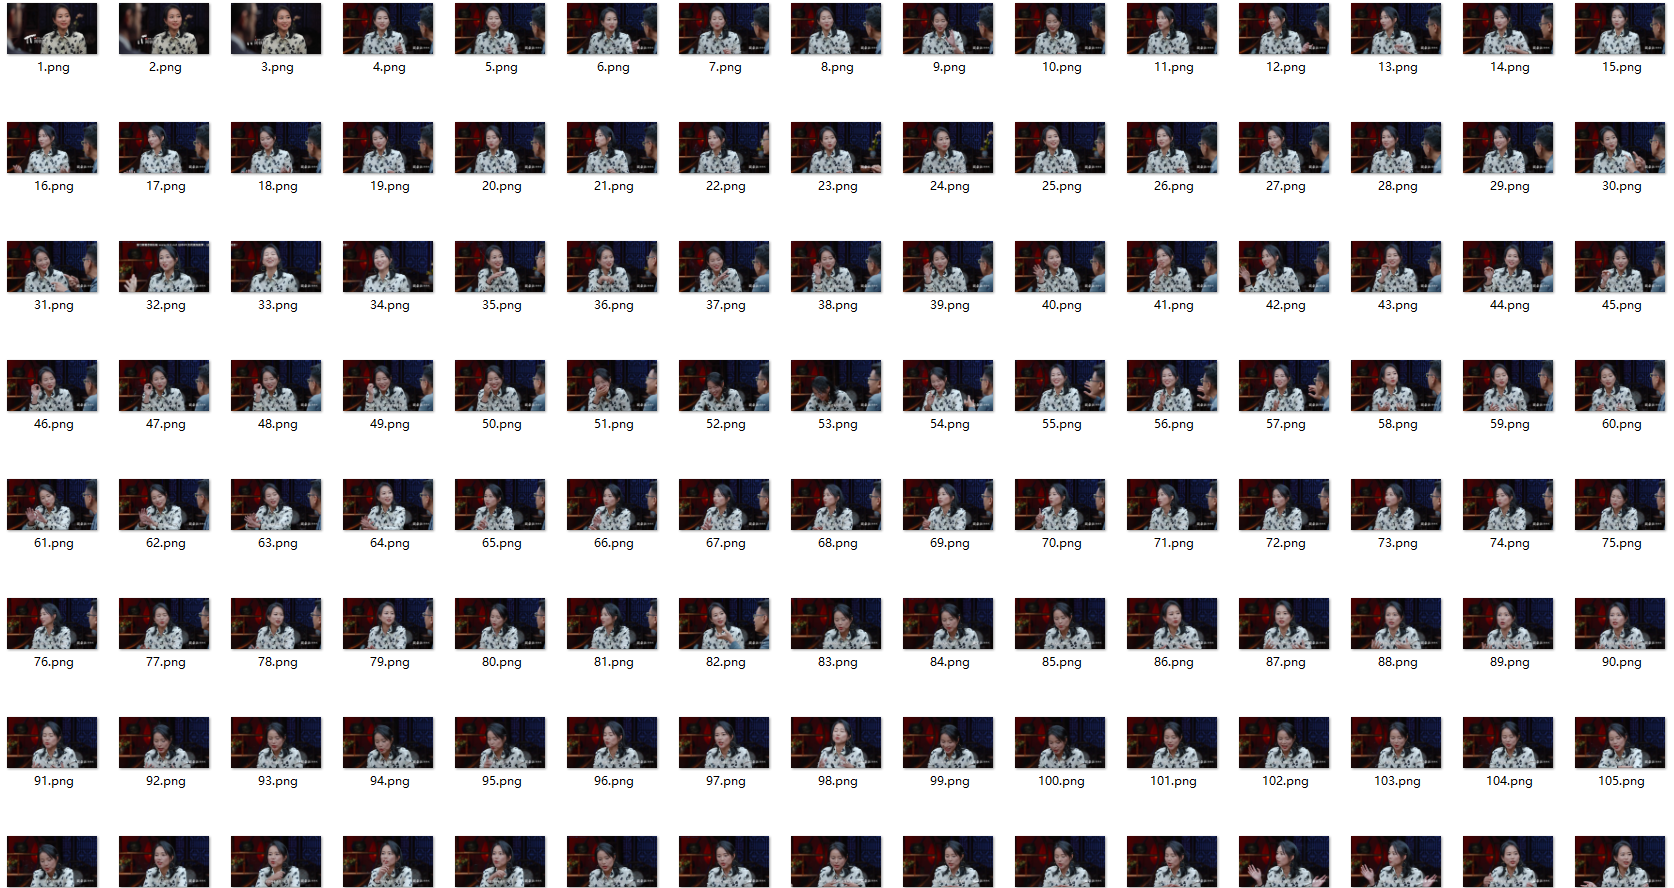 1.png 2.png 3.png 4.png 5.png 6.png 7.png 8.png 9.png 10.png 11.png 12.png 13.png 14.png 15.png
16.png 17.png 18.png 19.png 20.png 21.png 22.png 23.png 24.png 25.png 26.png 27.png 28.png 29.png 30.png
31.png 32.png 33.png 34.png 35.png 36.png 37.png 38.png 39.png 40.png 41.png 42.png 43.png 44.png 45.png
46.png 47.png 48.png 49.png 50.png 51.png 52.png 53.png 54.png 55.png 56.png 57.png 58.png 59.png 60.png
61.png 62.png 63.png 64.png 65.png 66.png 67.png 68.png 69.png 70.png 71.png 72.png 73.png 74.png 75.png
76.png 77.png 78.png 79.png 80.png 81.png 82.png 83.png 84.png 85.png 86.png 87.png 88.png 89.png 90.png
91.png 92.png 93.png 94.png 95.png 96.png 97.png 98.png 99.png 100.png 101.png 102.png 103.png 104.png 105.png